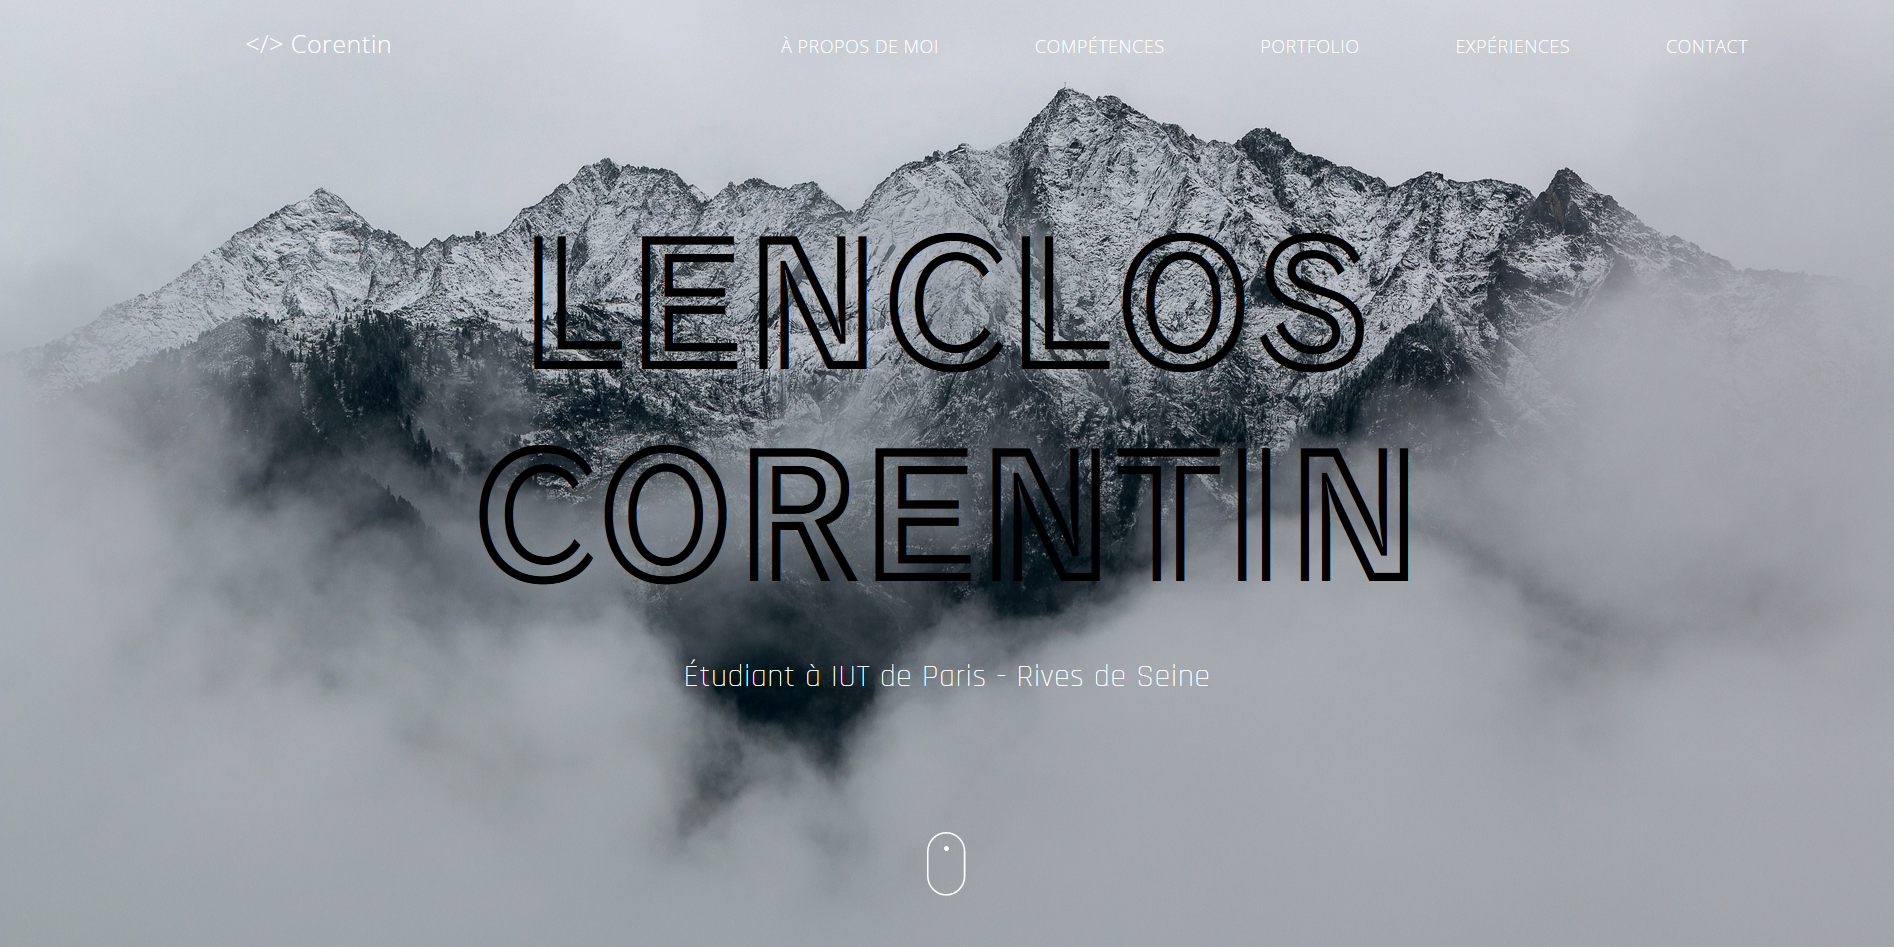 </> Corentin
À PROPOS DE MOI
COMPÉTENCES
PORTFOLIO
EXPÉRIENCES
CONTACT
LENCLOS
CORENTIN
Étudiant à IUT de Paris - Rives de Seine